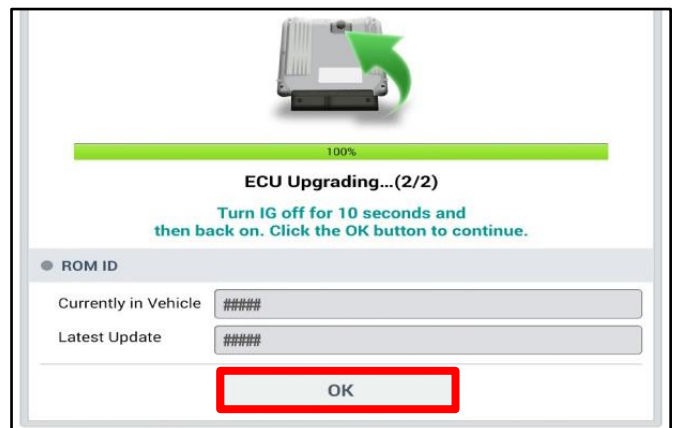 100%
ECU Upgrading...(2/2)
Turn IG off for 10 seconds and
then back on. Click the OK button to continue.
ROM ID
Currently in Vehicle #####
Latest Update #####
OK